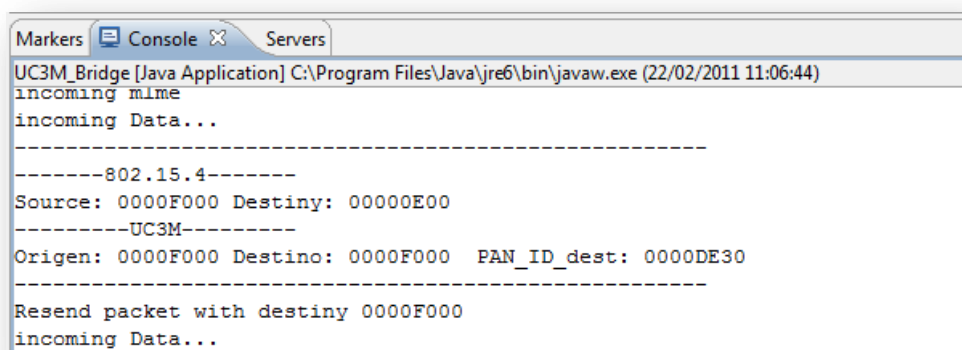 Markers Console Servers
UC3M_Bridge [Java Application] C:\Program Files\Java\jre6\bin\javaw.exe (22/02/2011 11:06:44)
incoming mlme
incoming Data...
------------------------------------------------------
-------802.15.4-------
Source: 0000F000 Destiny: 00000E00
---------UC3M---------
Origen: 0000F000 Destino: 0000F000  PAN_ID_dest: 0000DE30
------------------------------------------------------
Resend packet with destiny 0000F000
incoming Data...